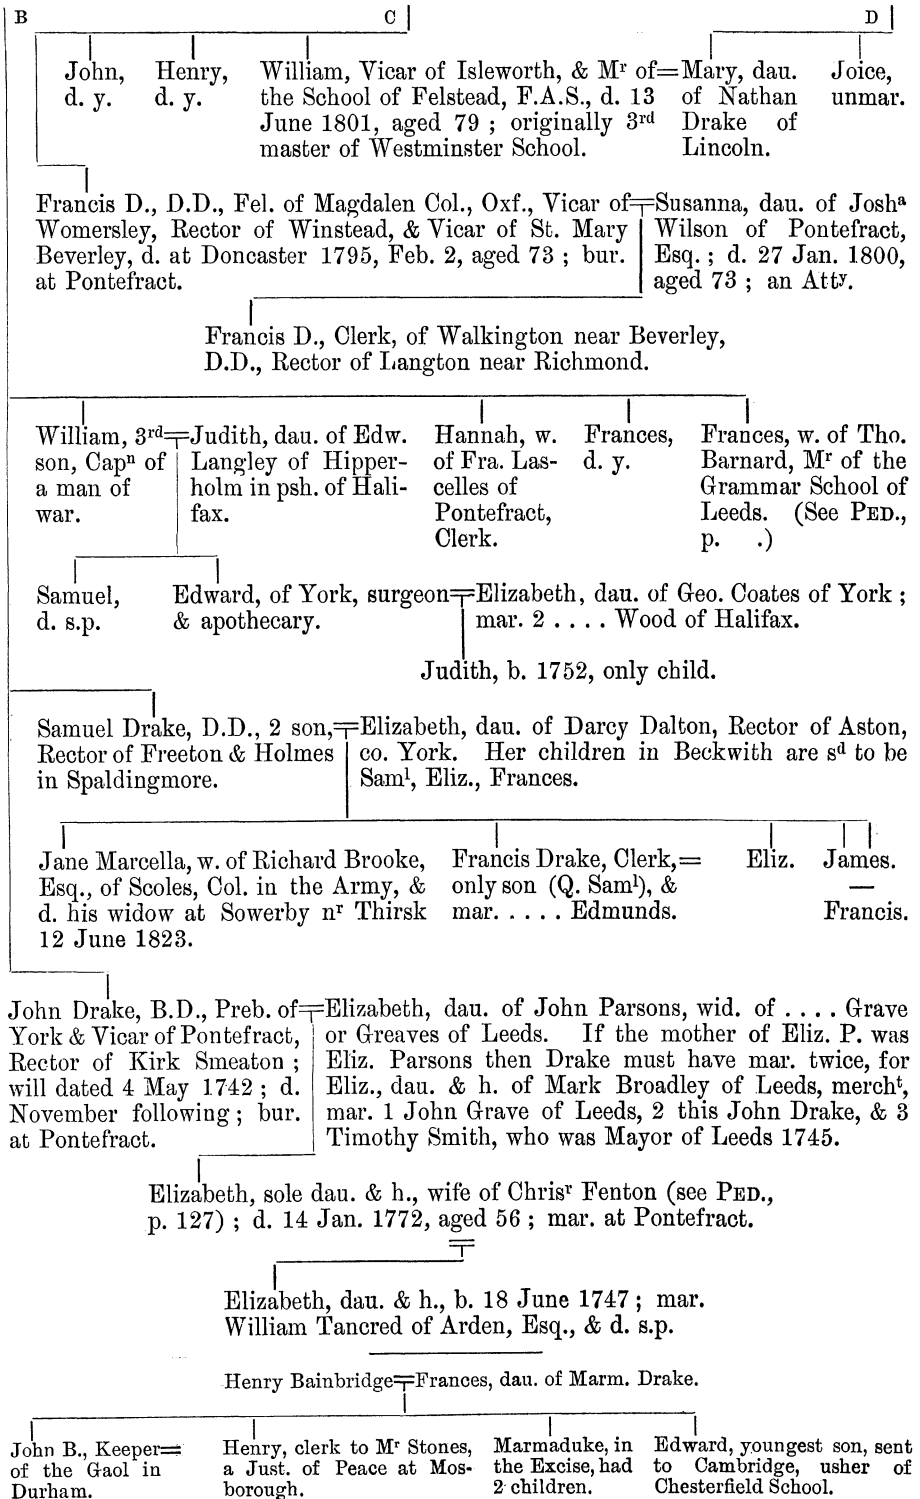 B C D
John,
d. y.
Henry,
d. y.
William, Vicar of Isleworth, & Mʳ of=
the School of Felstead, F.A.S., d. 13
June 1801, aged 79 ; originally 3ʳᵈ
master of Westminster School.
Mary, dau.
of Nathan
Drake of
Lincoln.
Joice,
unmar.
Francis D., D.D., Fel. of Magdalen Col., Oxf., Vicar of=
Womersley, Rector of Winstead, & Vicar of St. Mary
Beverley, d. at Doncaster 1795, Feb. 2, aged 73 ; bur.
at Pontefract.
Susanna, dau. of Joshᵃ
Wilson of Pontefract,
Esq. ; d. 27 Jan. 1800,
aged 73 ; an Attʸ.
Francis D., Clerk, of Walkington near Beverley,
D.D., Rector of Langton near Richmond.
William, 3ʳᵈ=
son, Capⁿ of
a man of
war.
Judith, dau. of Edw.
Langley of Hipper-
holm in psh. of Hali-
fax.
Hannah, w.
of Fra. Las-
celles of
Pontefract,
Clerk.
Frances,
d. y.
Frances, w. of Tho.
Barnard, Mʳ of the
Grammar School of
Leeds. (See PED.,
p. .)
Samuel,
d. s.p.
Edward, of York, surgeon=
& apothecary.
Elizabeth, dau. of Geo. Coates of York ;
mar. 2 . . . . Wood of Halifax.
Judith, b. 1752, only child.
Samuel Drake, D.D., 2 son,=
Rector of Freeton & Holmes
in Spaldingmore.
Elizabeth, dau. of Darcy Dalton, Rector of Aston,
co. York. Her children in Beckwith are sᵈ to be
Samˡ, Eliz., Frances.
Jane Marcella, w. of Richard Brooke,
Esq., of Scoles, Col. in the Army, &
d. his widow at Sowerby nʳ Thirsk
12 June 1823.
Francis Drake, Clerk,=
only son (Q. Samˡ), &
mar. . . . . . Edmunds.
Eliz.
James.
—
Francis.
John Drake, B.D., Preb. of=
York & Vicar of Pontefract,
Rector of Kirk Smeaton ;
will dated 4 May 1742 ; d.
November following ; bur.
at Pontefract.
Elizabeth, dau. of John Parsons, wid. of . . . . Grave
or Greaves of Leeds. If the mother of Eliz. P. was
Eliz. Parsons then Drake must have mar. twice, for
Eliz., dau. & h. of Mark Broadley of Leeds, merchᵗ,
mar. 1 John Grave of Leeds, 2 this John Drake, & 3
Timothy Smith, who was Mayor of Leeds 1745.
Elizabeth, sole dau. & h., wife of Chrisʳ Fenton (see PED.,
p. 127) ; d. 14 Jan. 1772, aged 56 ; mar. at Pontefract.
=
Elizabeth, dau. & h., b. 18 June 1747 ; mar.
William Tancred of Arden, Esq., & d. s.p.
Henry Bainbridge=Frances, dau. of Marm. Drake.
John B., Keeper=
of the Gaol in
Durham.
Henry, clerk to Mʳ Stones,
a Just. of Peace at Mos-
borough.
Marmaduke, in
the Excise, had
2 children.
Edward, youngest son, sent
to Cambridge, usher of
Chesterfield School.